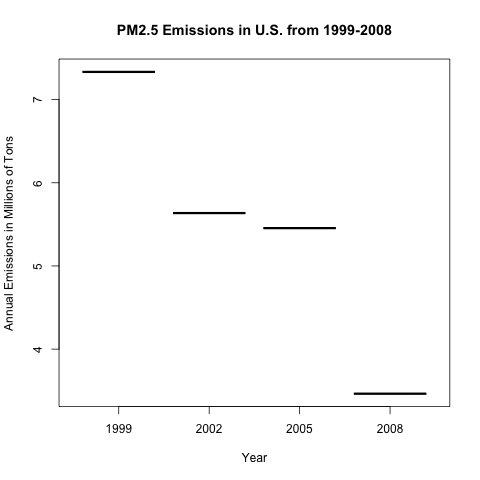 PM2.5 Emissions in U.S. from 1999-2008
Annual Emissions in Millions of Tons
7
6
5
4
1999 2002 2005 2008
Year